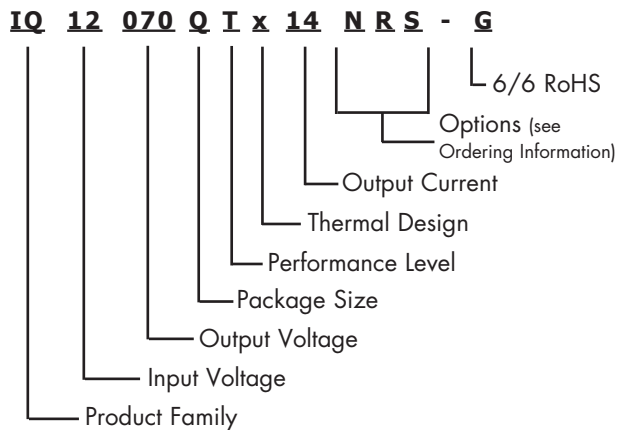 IQ 12 070 Q T x 14 N R S - G
6/6 RoHS
Options (see
Ordering Information)
Output Current
Thermal Design
Performance Level
Package Size
Output Voltage
Input Voltage
Product Family